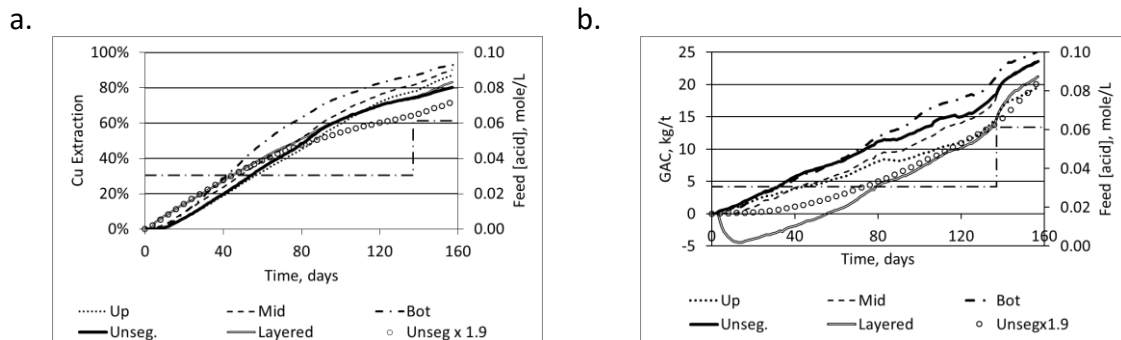 a.
b.
100%
80%
60%
40%
20%
0%
Cu Extraction
0.10
0.08
0.06
0.04
0.02
0.00
Feed [acid], mole/L
0 40 80 120 160
Time, days
Up Mid Bot
Unseg. Layered Unseg x 1.9
25
20
15
10
5
0
-5
GAC, kg/t
0.10
0.08
0.06
0.04
0.02
0.00
Feed [acid], mole/L
0 40 80 120 160
Time, days
Up Mid Bot
Unseg. Layered Unsegx1.9